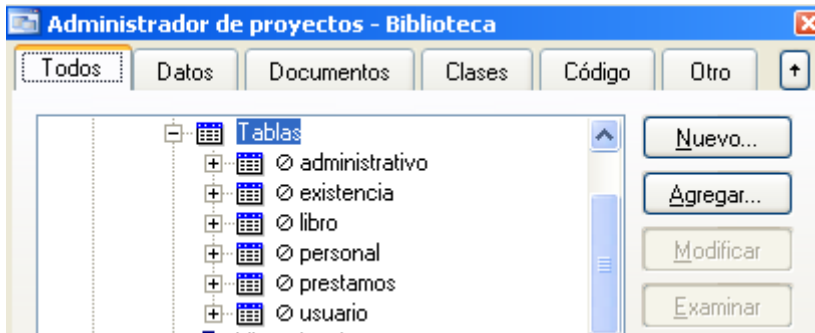 Administrador de proyectos - Biblioteca
Todos Datos Documentos Clases Código Otro
Tablas
Nuevo...
administrativo
existencia
Agregar...
libro
personal
Modificar
prestamos
Examinar
usuario